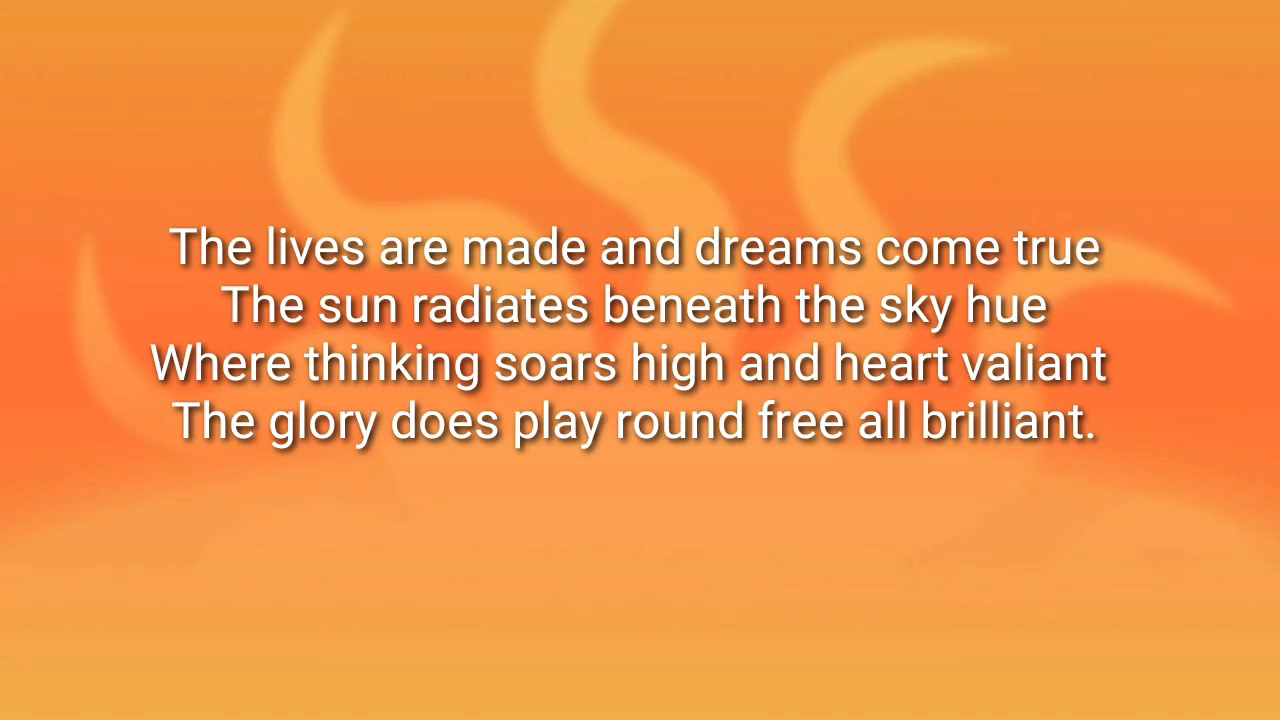 The lives are made and dreams come true
The sun radiates beneath the sky hue
Where thinking soars high and heart valiant
The glory does play round free all brilliant.